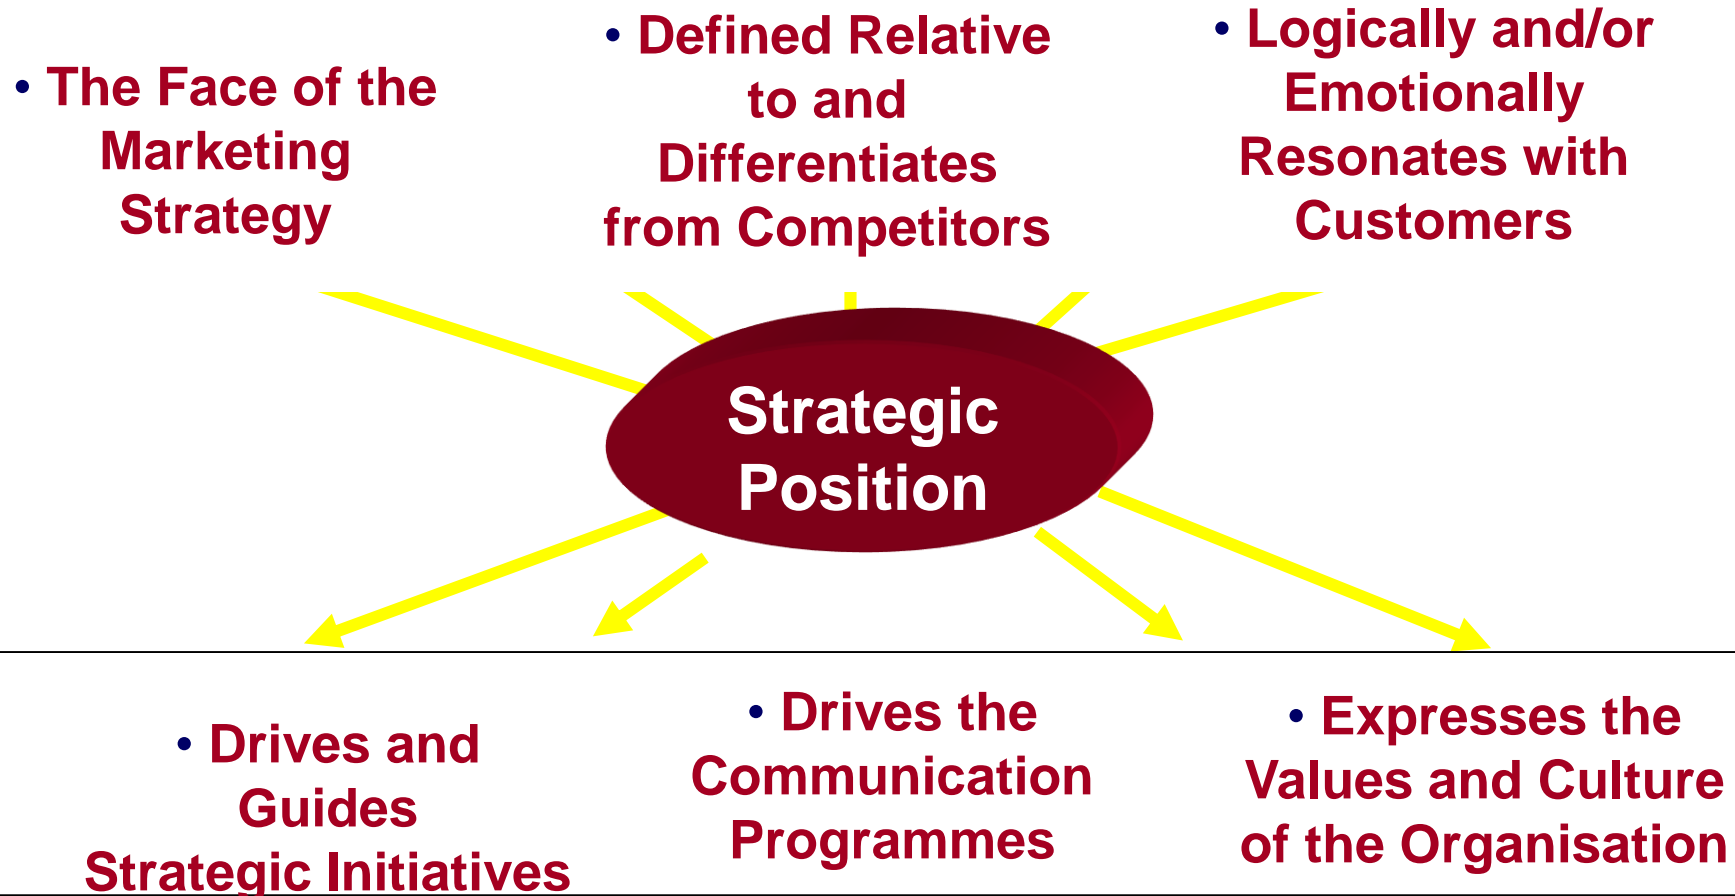 • The Face of the
Marketing
Strategy
• Defined Relative
to and
Differentiates
from Competitors
• Logically and/or
Emotionally
Resonates with
Customers
Strategic
Position
• Drives and
Guides
Strategic Initiatives
• Drives the
Communication
Programmes
• Expresses the
Values and Culture
of the Organisation